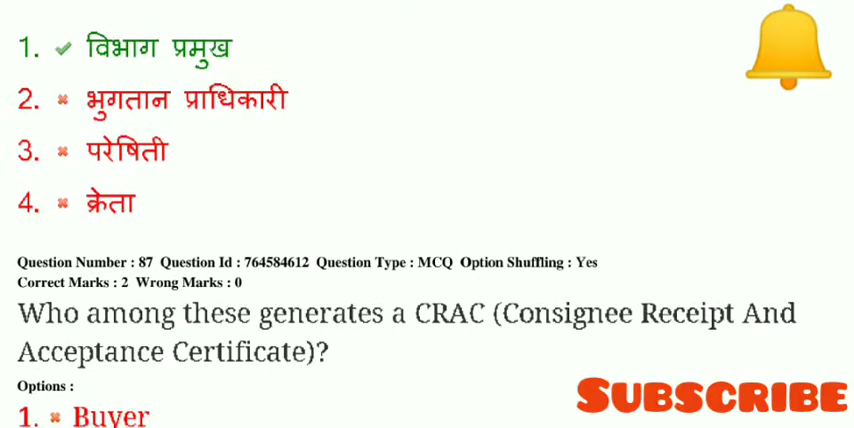 1. ✔ विभाग प्रमुख
2. ✖ भुगतान प्राधिकारी
3. ✖ परेषिती
4. ✖ क्रेता
Question Number : 87 Question Id : 764584612 Question Type : MCQ Option Shuffling : Yes
Correct Marks : 2 Wrong Marks : 0
Who among these generates a CRAC (Consignee Receipt And
Acceptance Certificate)?
Options :
1. ✖ Buyer
SUBSCRIBE